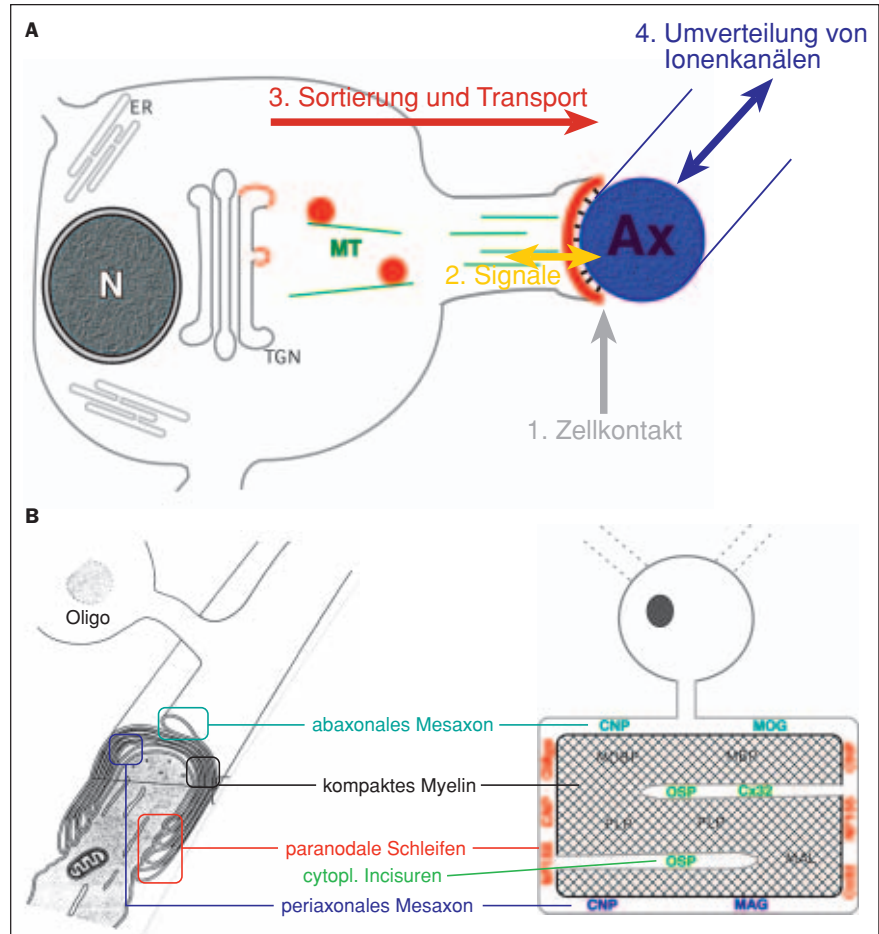 A
4. Umverteilung von
Ionenkanälen
3. Sortierung und Transport
ER
N
MT
TGN
Ax
2. Signale
1. Zellkontakt
B
Oligo
abaxonales Mesaxon
kompaktes Myelin
paranodale Schleifen
cytopl. Incisuren
periaxonales Mesaxon
CNP MOG
MOBP MBP
OSP Cx32
CNP
PLP PLP
OSP
MAL
CNP MAG